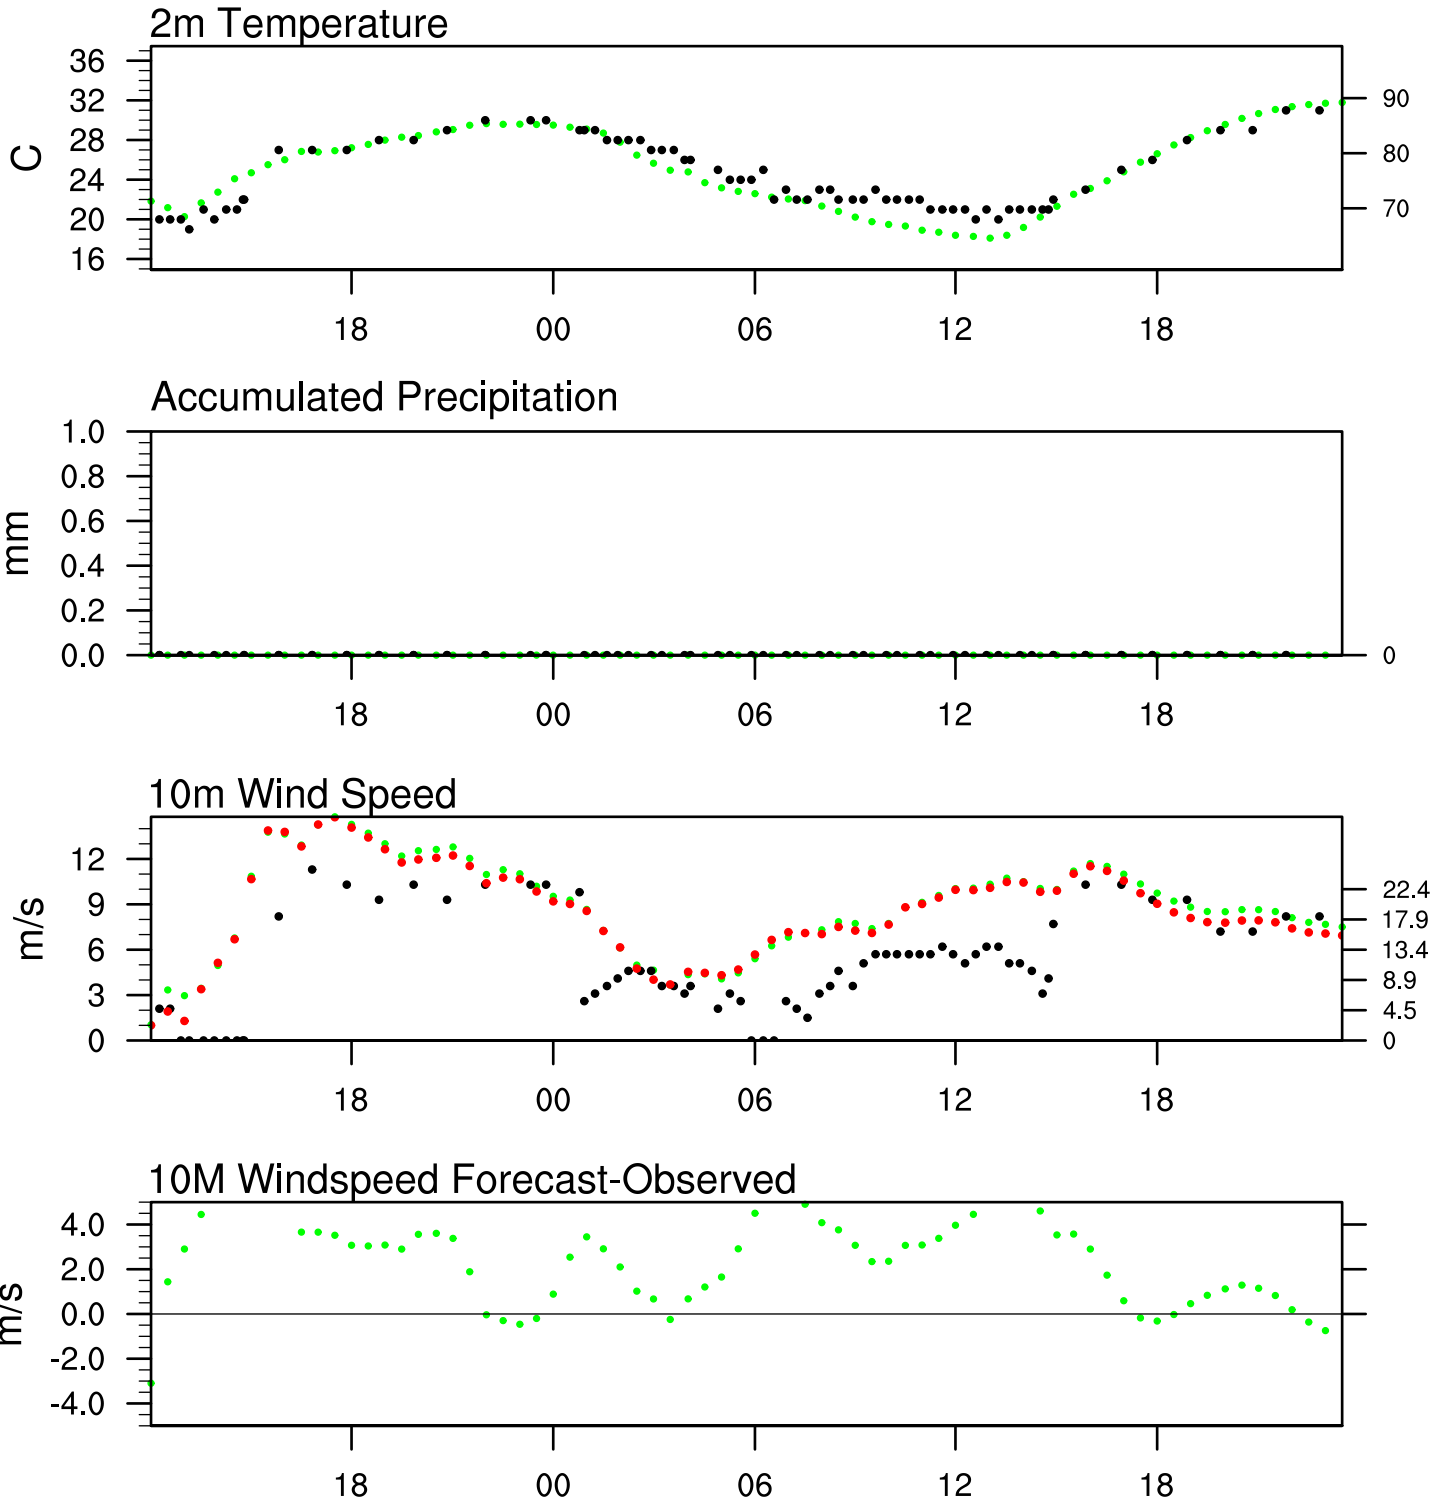 2m Temperature
36
32
28
24
20
16
C
90
80
70
18 00 06 12 18
Accumulated Precipitation
1.0
0.8
0.6
0.4
0.2
0.0
mm
0
18 00 06 12 18
10m Wind Speed
12
9
6
3
0
m/s
22.4
17.9
13.4
8.9
4.5
0
18 00 06 12 18
10M Windspeed Forecast-Observed
4.0
2.0
0.0
-2.0
-4.0
m/s
18 00 06 12 18